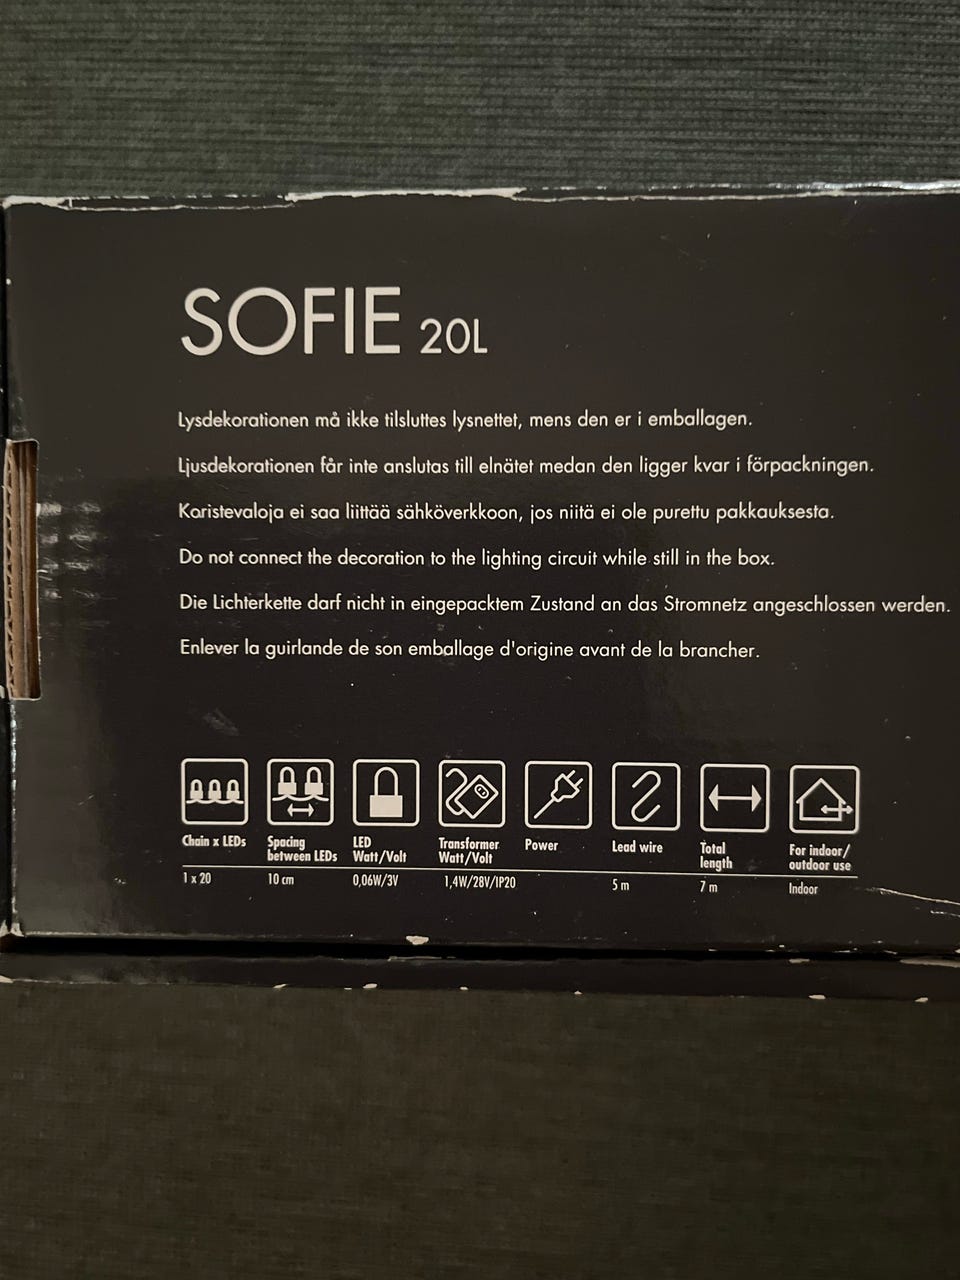 SOFIE 20L
Lysdekorationen må ikke tilsluttes lysnettet, mens den er i emballagen.
Ljusdekorationen får inte anslutas till elnätet medan den ligger kvar i förpackningen.
Koristevaloja ei saa liittää sähköverkkoon, jos niitä ei ole purettu pakkauksesta.
Do not connect the decoration to the lighting circuit while still in the box.
Die Lichterkette darf nicht in eingepacktem Zustand an das Stromnetz angeschlossen werden.
Enlever la guirlande de son emballage d'origine avant de la brancher.
Chain x LEDs
Spacing
between LEDs
LED
Watt/Volt
Transformer
Watt/Volt
Power
Lead wire
Total
length
For indoor/
outdoor use
1 x 20
10 cm
0,06W/3V
1,4W/28V/IP20
5 m
7 m
Indoor